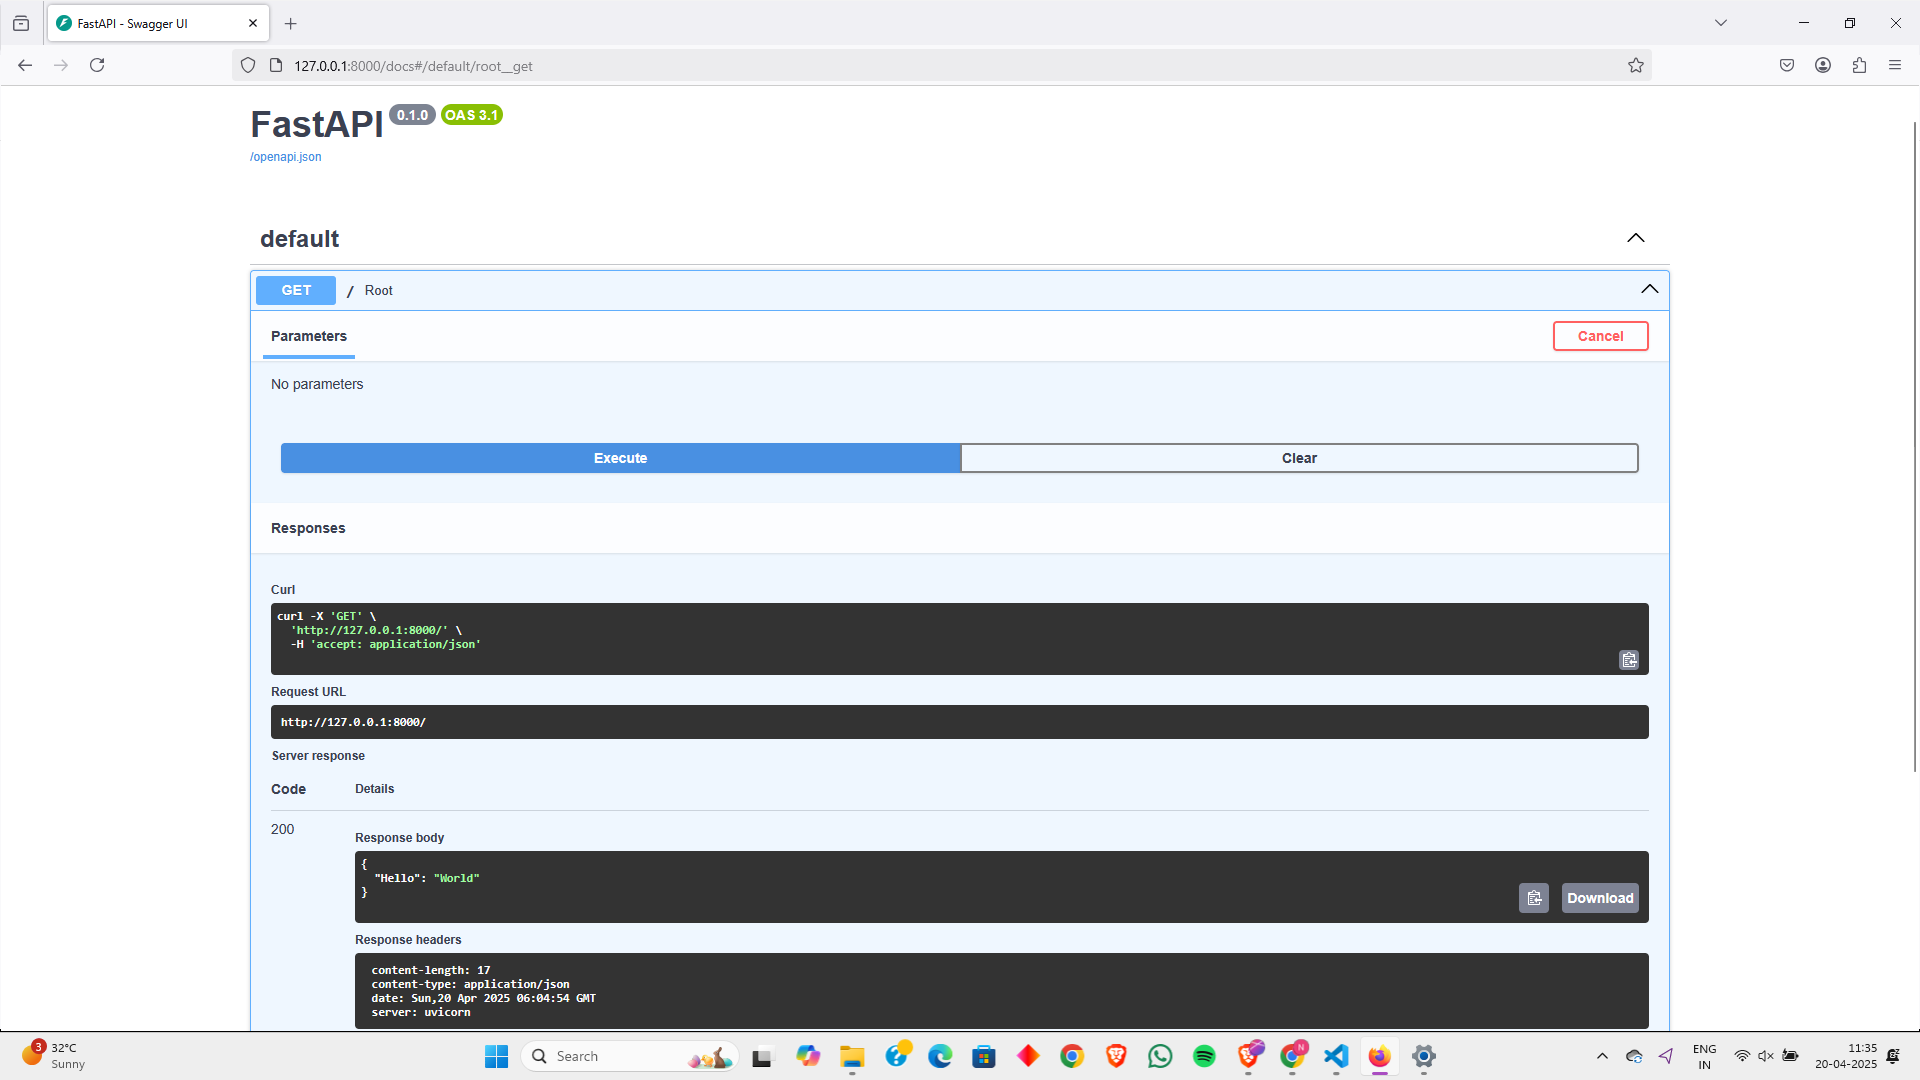 FastAPI - Swagger UI
127.0.0.1:8000/docs#/default/root__get
FastAPI 0.1.0 OAS 3.1
/openapi.json
default
GET / Root
Parameters Cancel
No parameters
Execute Clear
Responses
Curl
curl -X 'GET' \
'http://127.0.0.1:8000/' \
-H 'accept: application/json'
Request URL
http://127.0.0.1:8000/
Server response
Code Details
200
Response body
{
"Hello": "World"
}
Download
Response headers
content-length: 17
content-type: application/json
date: Sun,20 Apr 2025 06:04:54 GMT
server: uvicorn
3 32°C
Sunny
Search
N
ENG
IN
11:35
20-04-2025